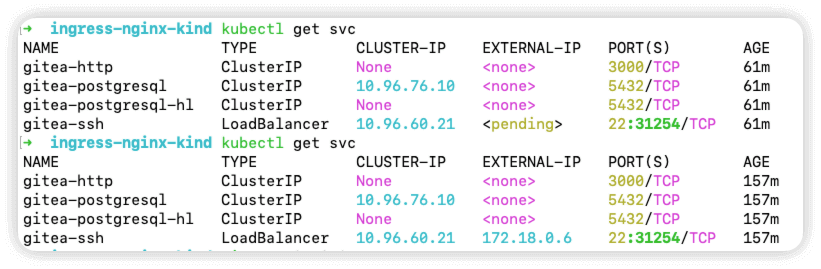 ➜  ingress-nginx-kind kubectl get svc
NAME                  TYPE           CLUSTER-IP    EXTERNAL-IP   PORT(S)        AGE
gitea-http            ClusterIP      None          <none>        3000/TCP       61m
gitea-postgresql      ClusterIP      10.96.76.10   <none>        5432/TCP       61m
gitea-postgresql-hl   ClusterIP      None          <none>        5432/TCP       61m
gitea-ssh             LoadBalancer   10.96.60.21   <pending>     22:31254/TCP   61m
➜  ingress-nginx-kind kubectl get svc
NAME                  TYPE           CLUSTER-IP    EXTERNAL-IP   PORT(S)        AGE
gitea-http            ClusterIP      None          <none>        3000/TCP       157m
gitea-postgresql      ClusterIP      10.96.76.10   <none>        5432/TCP       157m
gitea-postgresql-hl   ClusterIP      None          <none>        5432/TCP       157m
gitea-ssh             LoadBalancer   10.96.60.21   172.18.0.6    22:31254/TCP   157m